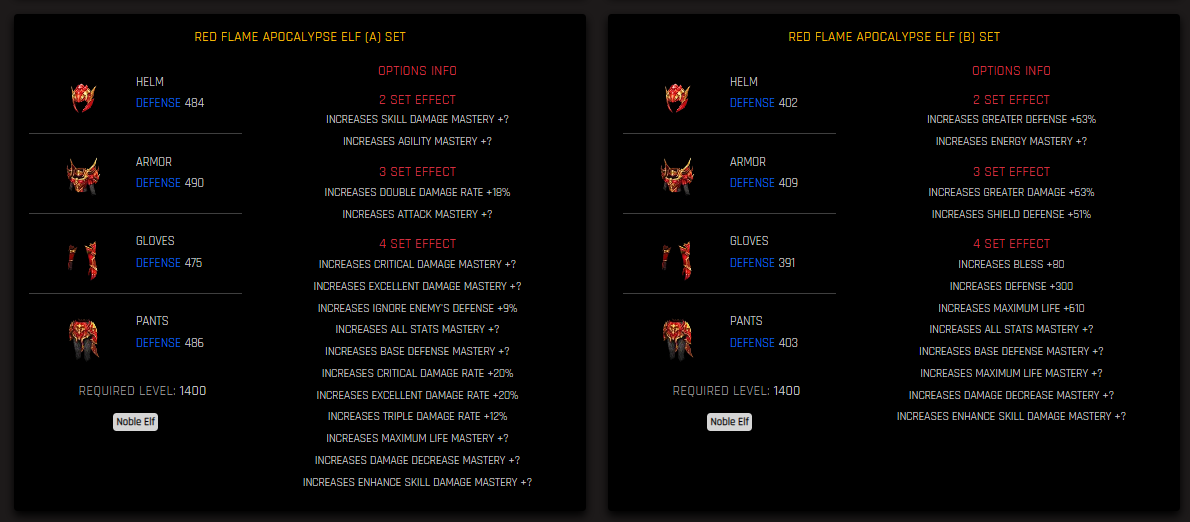 RED FLAME APOCALYPSE ELF (A) SET
HELM
DEFENSE 484
ARMOR
DEFENSE 490
GLOVES
DEFENSE 475
PANTS
DEFENSE 486
REQUIRED LEVEL: 1400
Noble Elf
OPTIONS INFO
2 SET EFFECT
INCREASES SKILL DAMAGE MASTERY +?
INCREASES AGILITY MASTERY +?
3 SET EFFECT
INCREASES DOUBLE DAMAGE RATE +18%
INCREASES ATTACK MASTERY +?
4 SET EFFECT
INCREASES CRITICAL DAMAGE MASTERY +?
INCREASES EXCELLENT DAMAGE MASTERY +?
INCREASES IGNORE ENEMY'S DEFENSE +9%
INCREASES ALL STATS MASTERY +?
INCREASES BASE DEFENSE MASTERY +?
INCREASES CRITICAL DAMAGE RATE +20%
INCREASES EXCELLENT DAMAGE RATE +20%
INCREASES TRIPLE DAMAGE RATE +12%
INCREASES MAXIMUM LIFE MASTERY +?
INCREASES DAMAGE DECREASE MASTERY +?
INCREASES ENHANCE SKILL DAMAGE MASTERY +?
RED FLAME APOCALYPSE ELF (B) SET
HELM
DEFENSE 402
ARMOR
DEFENSE 409
GLOVES
DEFENSE 391
PANTS
DEFENSE 403
REQUIRED LEVEL: 1400
Noble Elf
OPTIONS INFO
2 SET EFFECT
INCREASES GREATER DEFENSE +63%
INCREASES ENERGY MASTERY +?
3 SET EFFECT
INCREASES GREATER DAMAGE +63%
INCREASES SHIELD DEFENSE +51%
4 SET EFFECT
INCREASES BLESS +80
INCREASES DEFENSE +300
INCREASES MAXIMUM LIFE +610
INCREASES ALL STATS MASTERY +?
INCREASES BASE DEFENSE MASTERY +?
INCREASES MAXIMUM LIFE MASTERY +?
INCREASES DAMAGE DECREASE MASTERY +?
INCREASES ENHANCE SKILL DAMAGE MASTERY +?